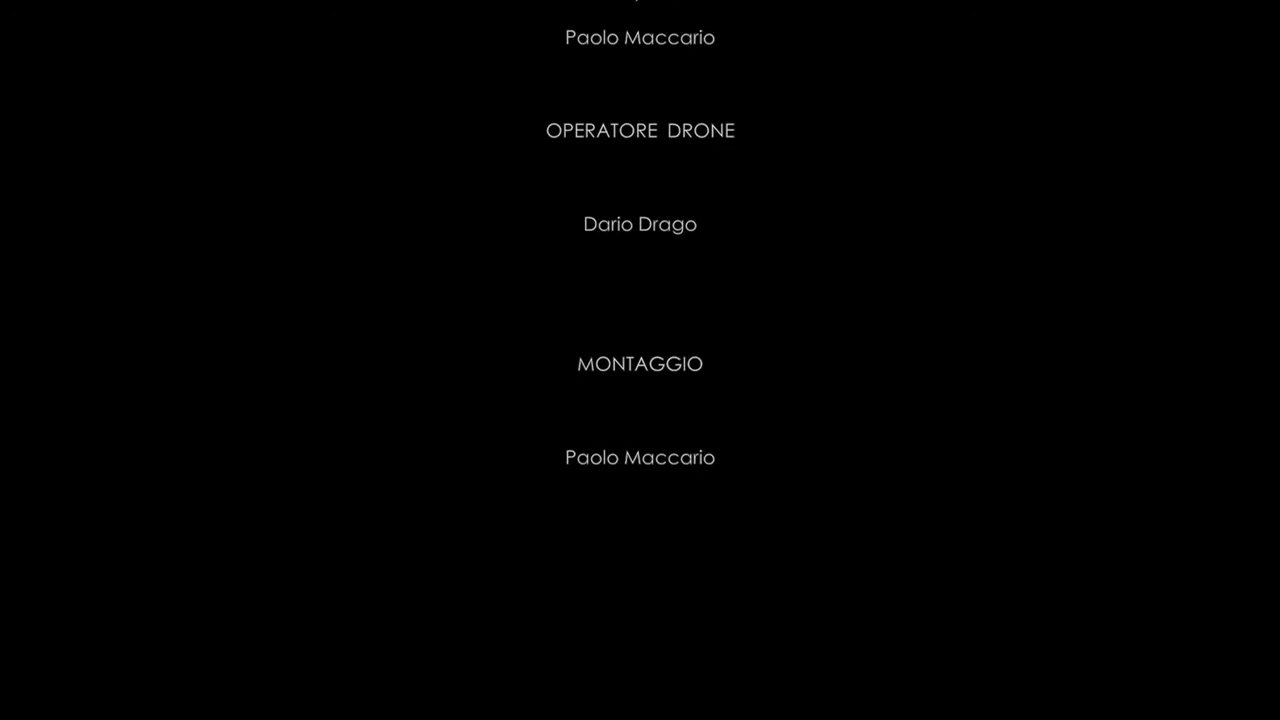 Paolo Maccario
OPERATORE DRONE
Dario Drago
MONTAGGIO
Paolo Maccario